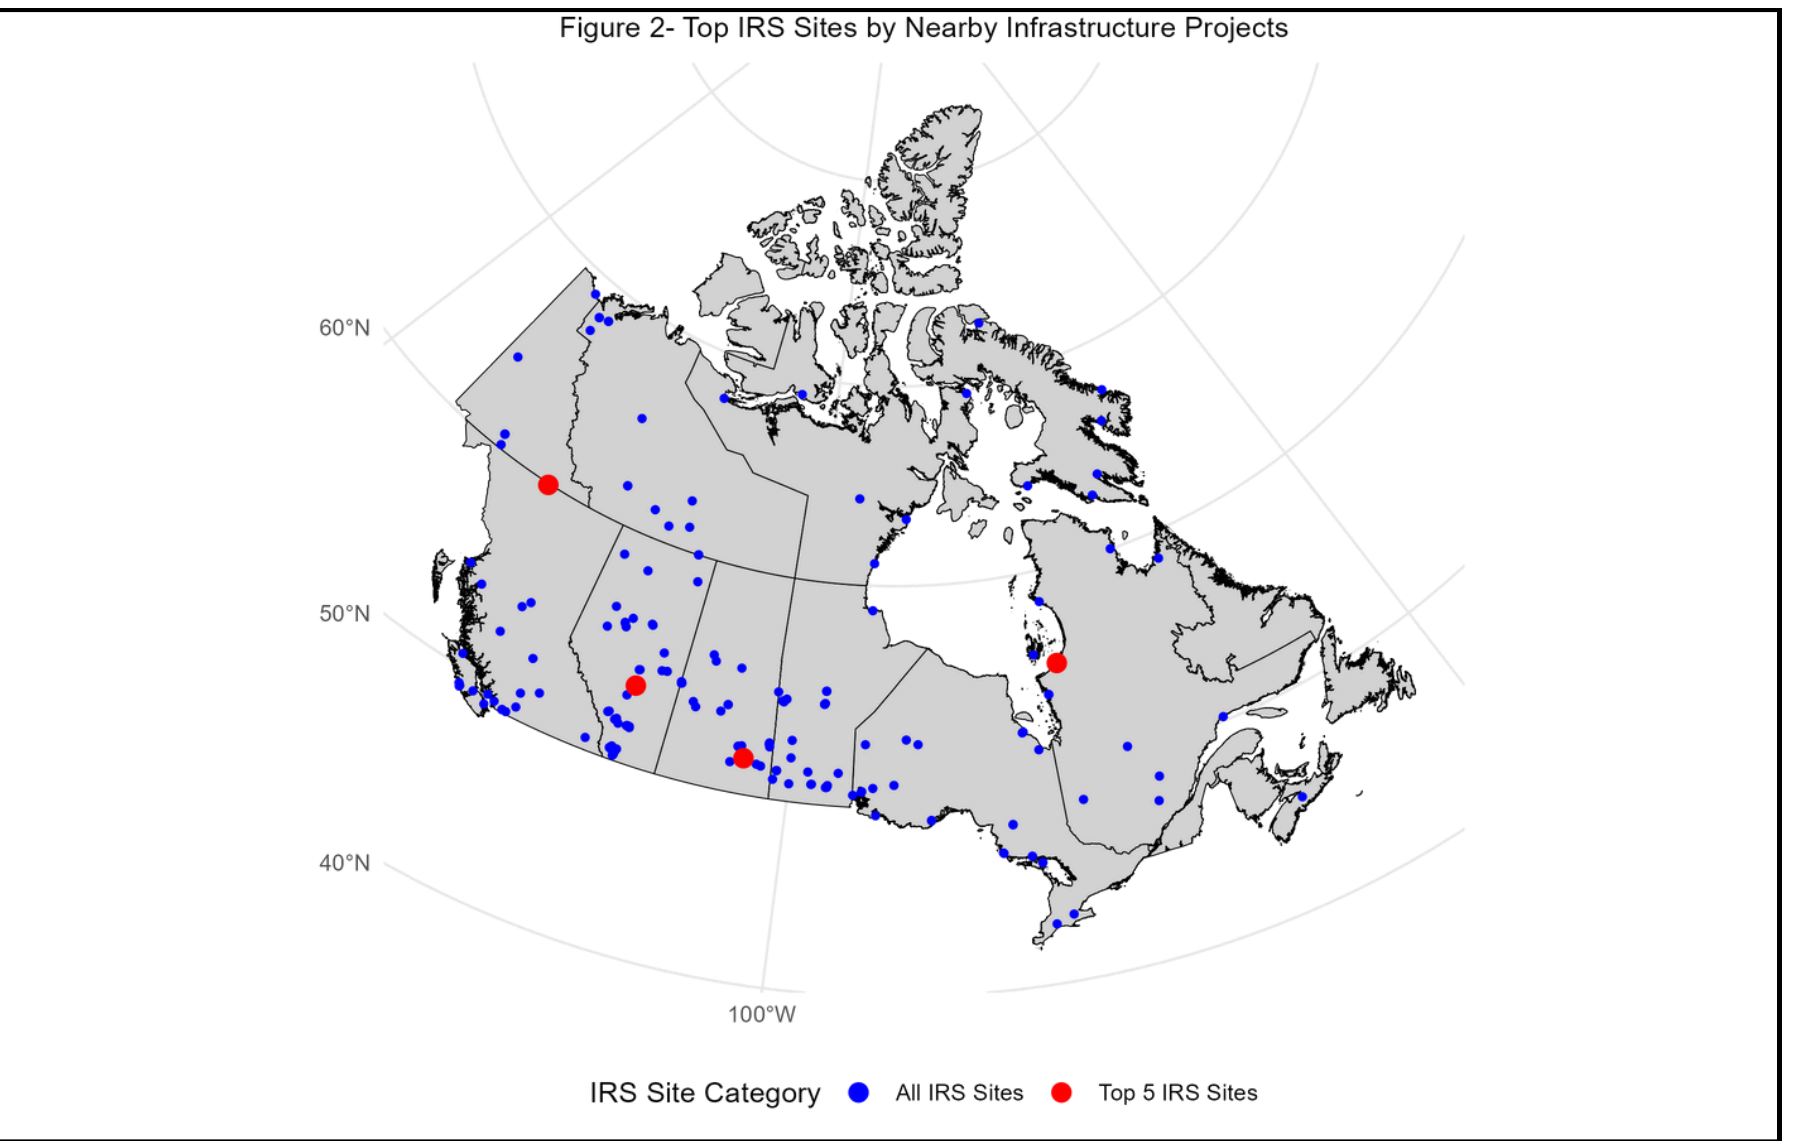 Figure 2- Top IRS Sites by Nearby Infrastructure Projects
60°N
50°N
40°N
100°W
IRS Site Category All IRS Sites Top 5 IRS Sites